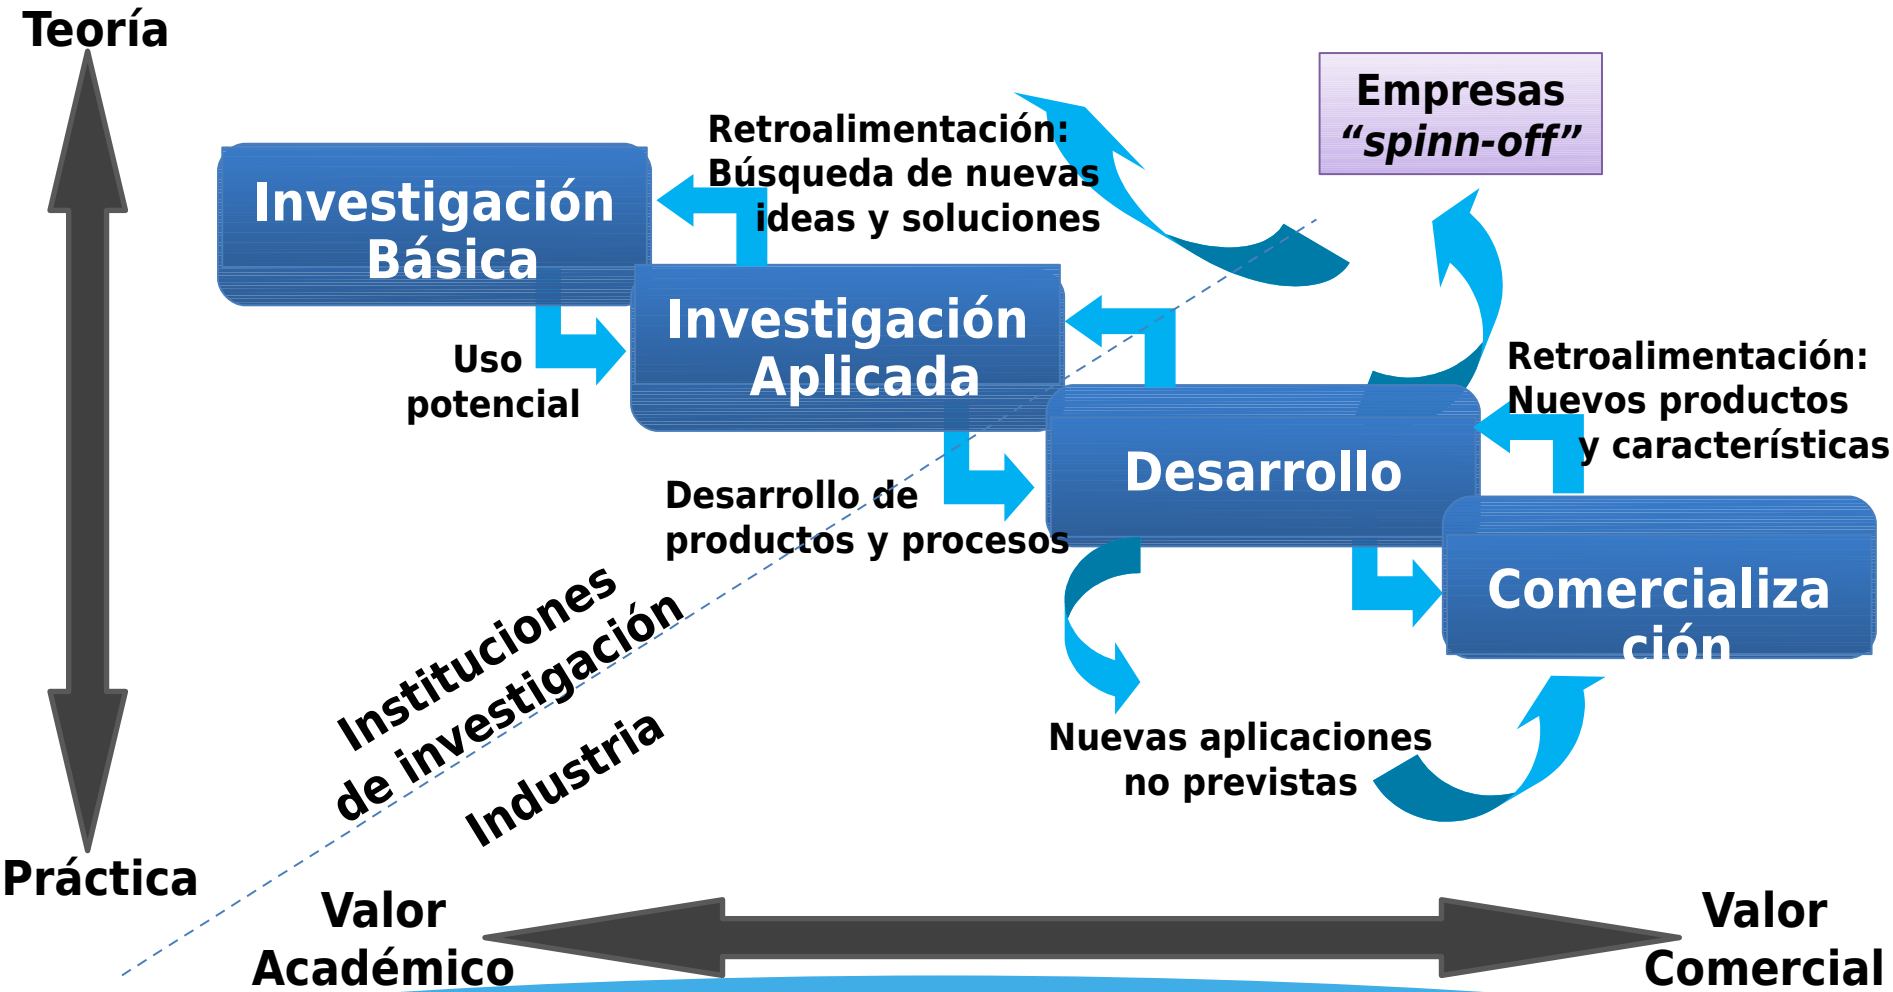 Teoría
Empresas
“spinn-off”
Retroalimentación:
Búsqueda de nuevas
ideas y soluciones
Investigación
Básica
Investigación
Aplicada
Uso
potencial
Retroalimentación:
Nuevos productos
y características
Desarrollo
Desarrollo de
productos y procesos
Comercializa
ción
Instituciones
de investigación
Industria
Nuevas aplicaciones
no previstas
Práctica
Valor
Académico
Valor
Comercial